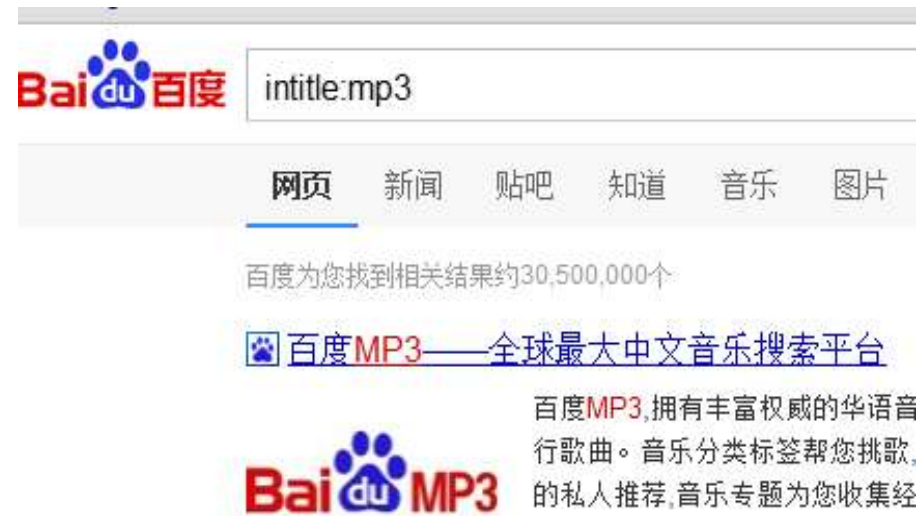 Bai du 百度
intitle:mp3
网页 新闻 贴吧 知道 音乐 图片
百度为您找到相关结果约30,500,000个
百度MP3——全球最大中文音乐搜索平台
百度MP3,拥有丰富权威的华语音
行歌曲。音乐分类标签帮您挑歌,
的私人推荐,音乐专题为您收集经
Bai du MP3